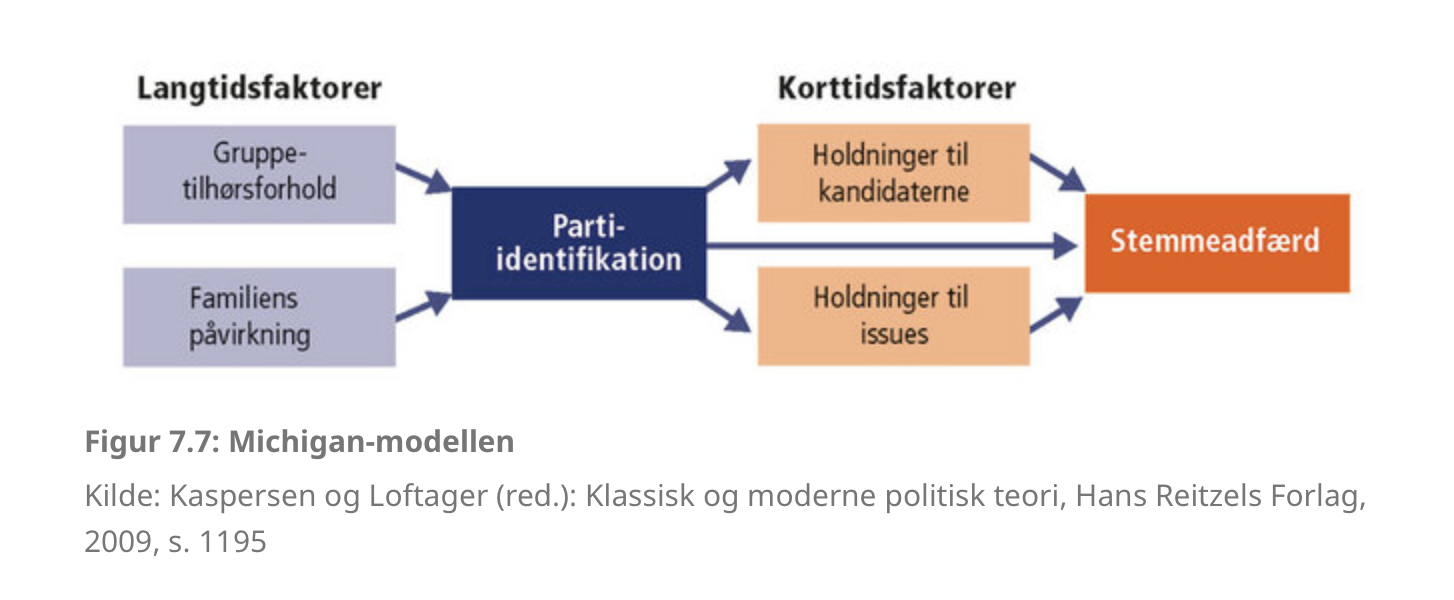 Langtidsfaktorer
Gruppe-
tilhørsforhold
Familiens
påvirkning
Parti-
identifikation
Korttidsfaktorer
Holdninger til
kandidaterne
Holdninger til
issues
Stemmeadfærd
Figur 7.7: Michigan-modellen
Kilde: Kaspersen og Loftager (red.): Klassisk og moderne politisk teori, Hans Reitzels Forlag,
2009, s. 1195